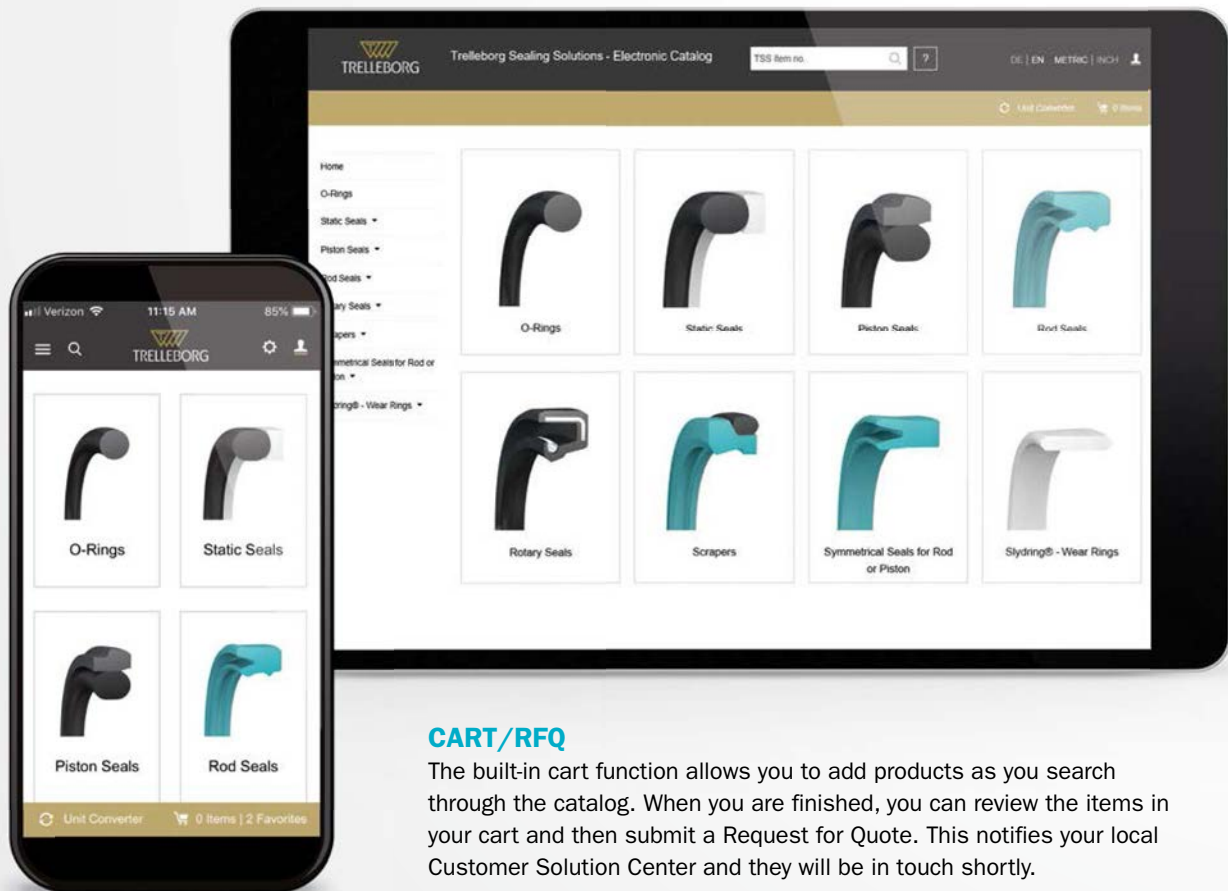 TRELLEBORG
Trelleborg Sealing Solutions - Electronic Catalog
TSS item no.
?
DE | EN METRIC | INCH
Unit Converter
0 Items
Home
O-Rings
Static Seals
Piston Seals
Rod Seals
ary Seals
apers
mmetrical Seals for Rod or
on
dring® - Wear Rings
O-Rings
Static Seals
Piston Seals
Rod Seals
Rotary Seals
Scrapers
Symmetrical Seals for Rod
or Piston
Slydring® - Wear Rings
Verizon
11:15 AM
85%
TRELLEBORG
O-Rings
Static Seals
Piston Seals
Rod Seals
Unit Converter
0 Items | 2 Favorites
CART/RFQ
The built-in cart function allows you to add products as you search
through the catalog. When you are finished, you can review the items in
your cart and then submit a Request for Quote. This notifies your local
Customer Solution Center and they will be in touch shortly.